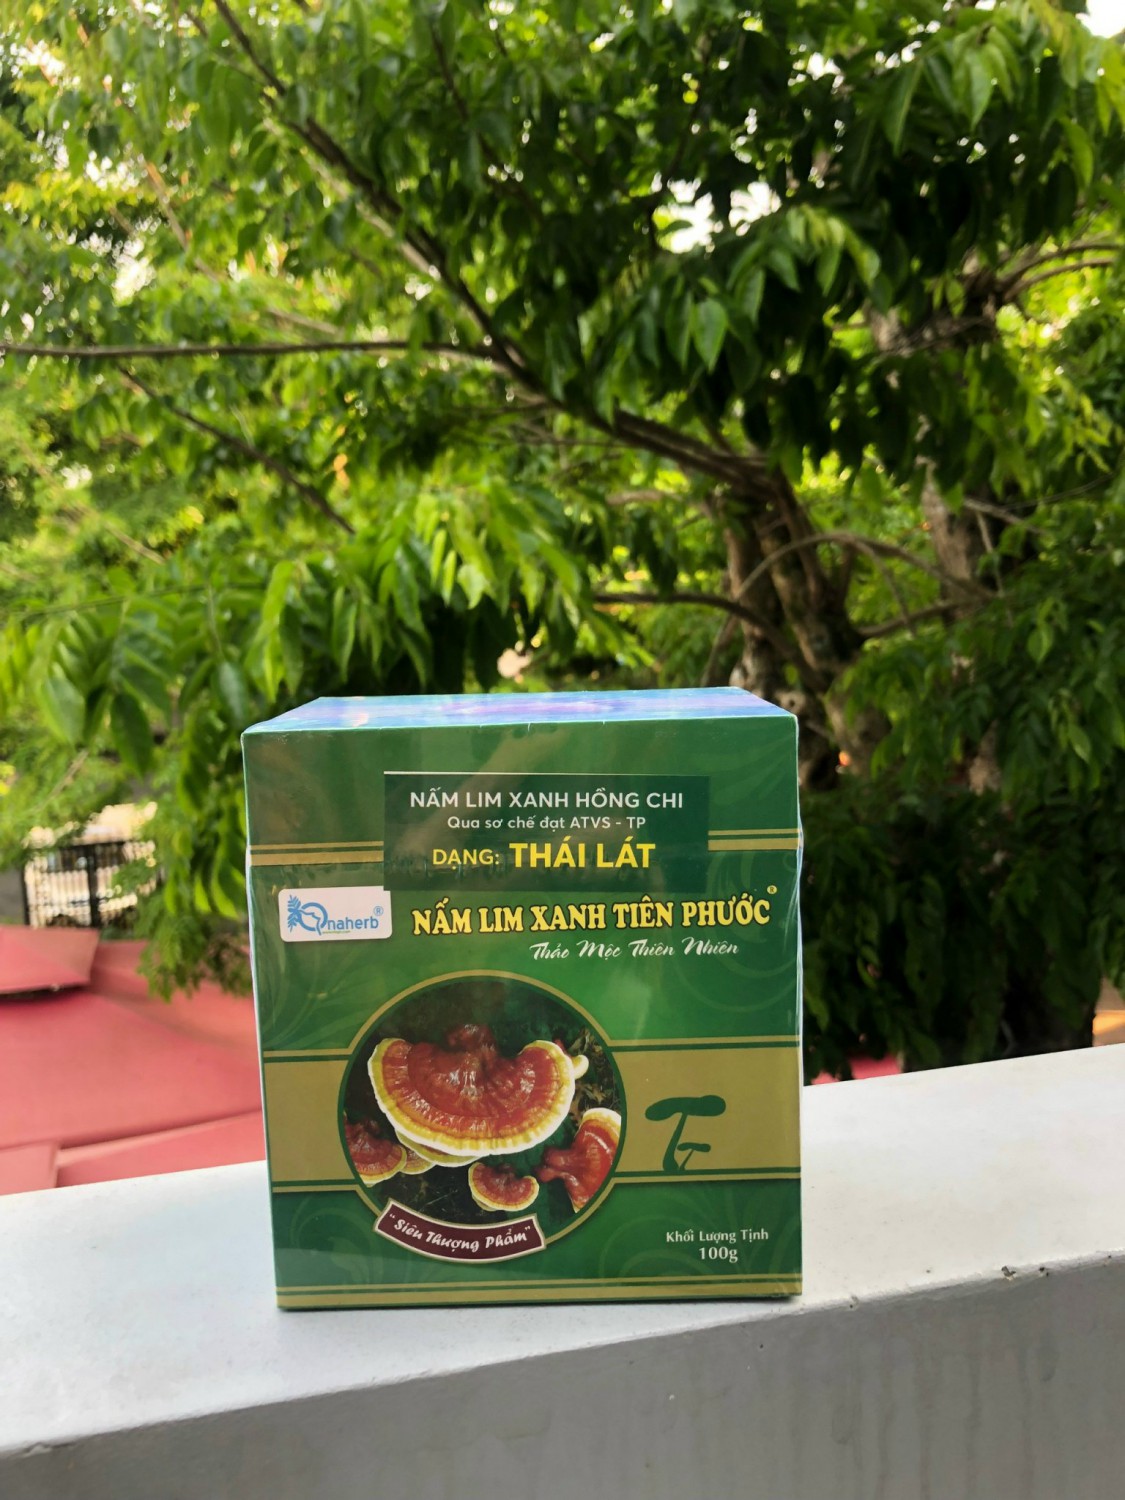 NẤM LIM XANH HỒNG CHI
Qua sơ chế đạt ATVS - TP
DẠNG: THÁI LÁT
Qnaherb®
NẤM LIM XANH TIÊN PHƯỚC®
Thảo Mộc Thiên Nhiên
"Siêu Thượng Phẩm"
Khối Lượng Tịnh
100g